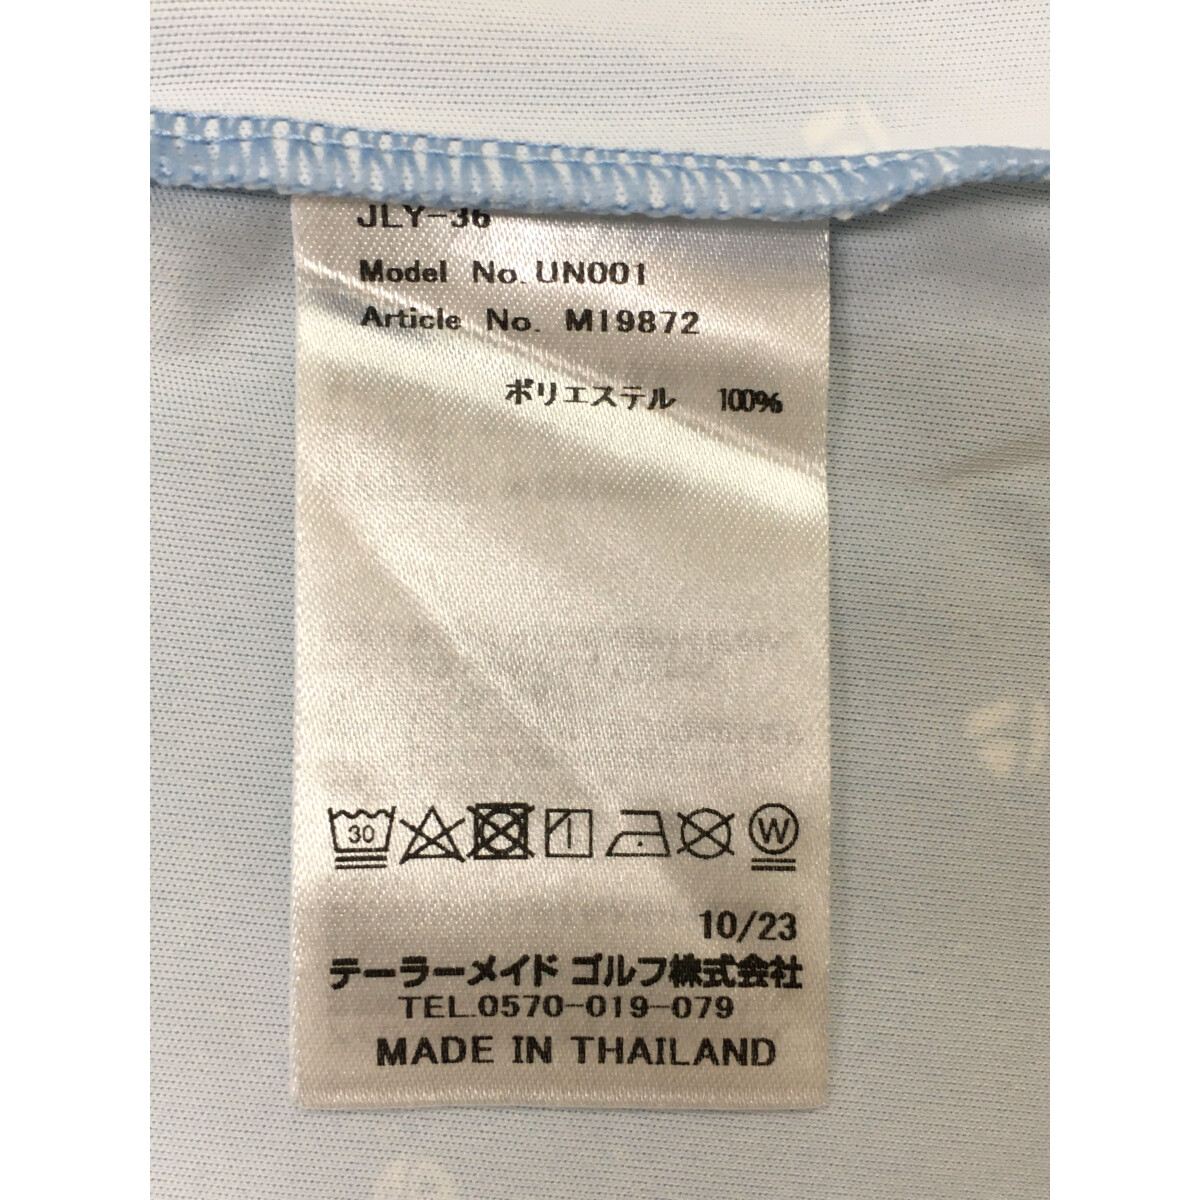 JLY-36
Model No. UN001
Article No. M19872
ポリエステル 100%
30 W
10/23
テーラーメイド ゴルフ株式会社
TEL.0570-019-079
MADE IN THAILAND